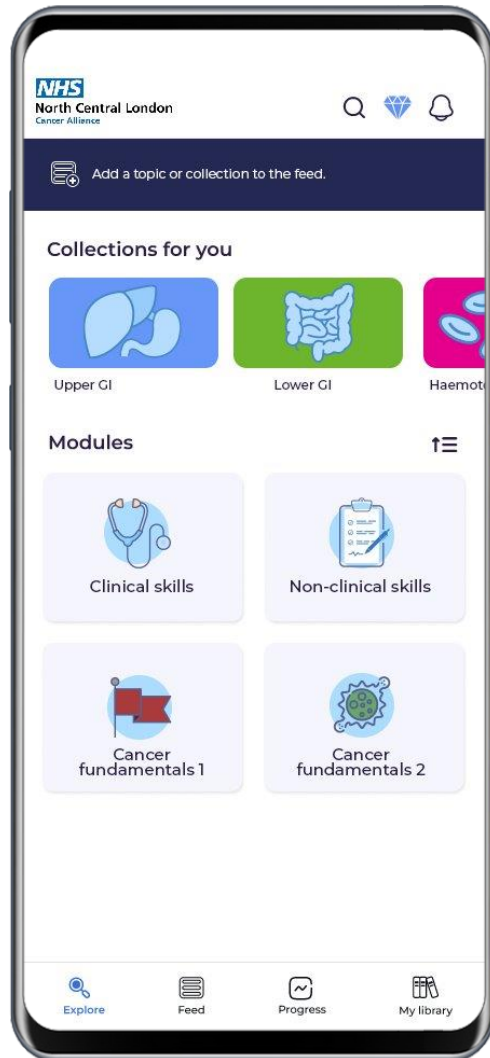 NHS
North Central London
Cancer Alliance
Add a topic or collection to the feed.
Collections for you
Upper GI
Lower GI
Haemot
Modules
Clinical skills
Non-clinical skills
Cancer
fundamentals 1
Cancer
fundamentals 2
Explore
Feed
Progress
My library